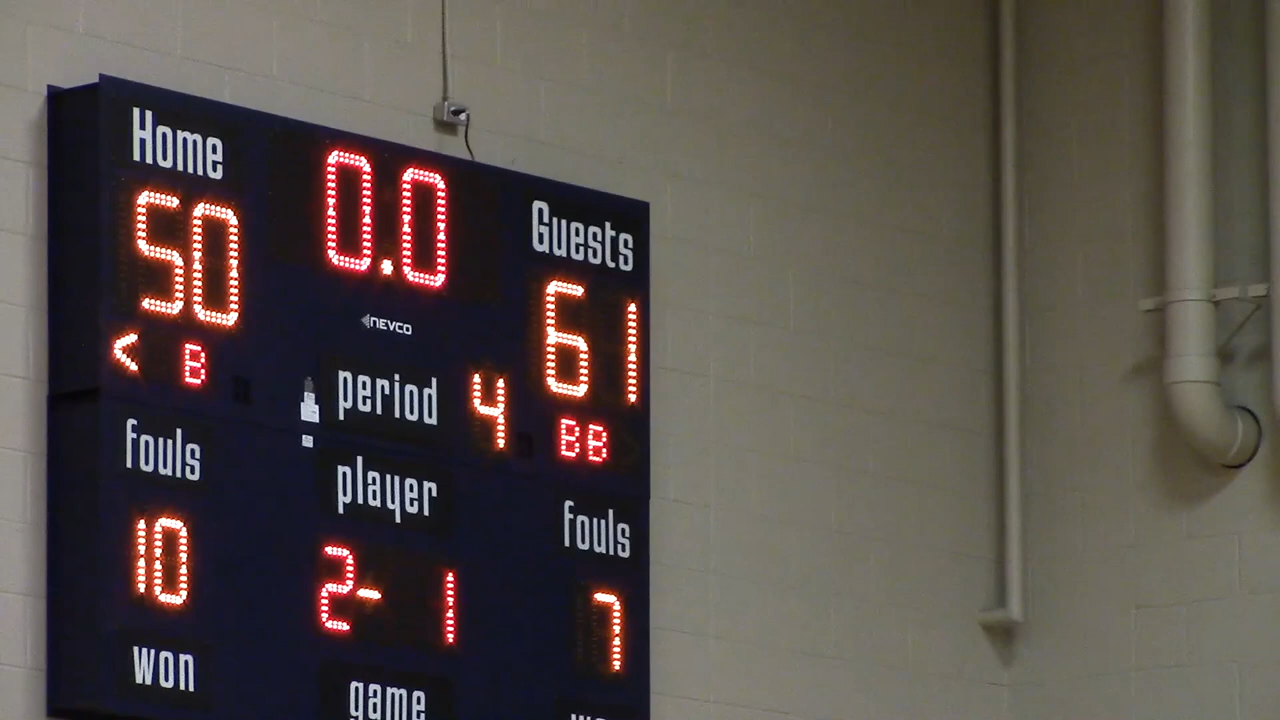 Home
0.0
Guests
50
61
NEVCO
< B
period 4
BB
fouls
player
fouls
10
2- 1
7
won
game